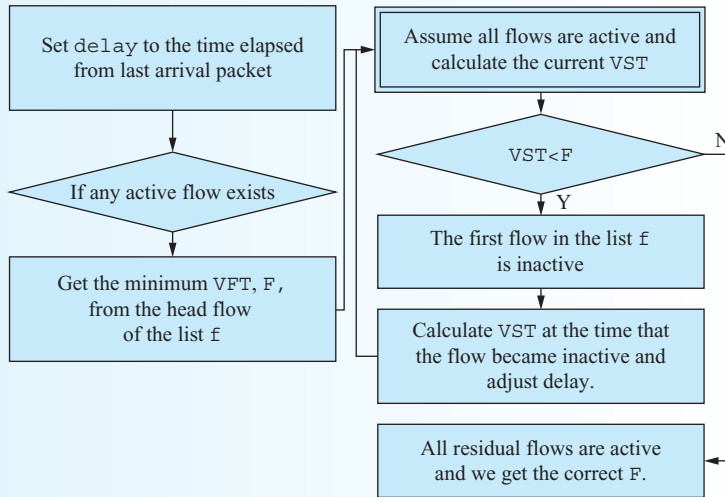 Set delay to the time elapsed
from last arrival packet
If any active flow exists
Get the minimum VFT, F,
from the head flow
of the list f
Assume all flows are active and
calculate the current VST
VST<F
N
Y
The first flow in the list f
is inactive
Calculate VST at the time that
the flow became inactive and
adjust delay.
All residual flows are active
and we get the correct F.